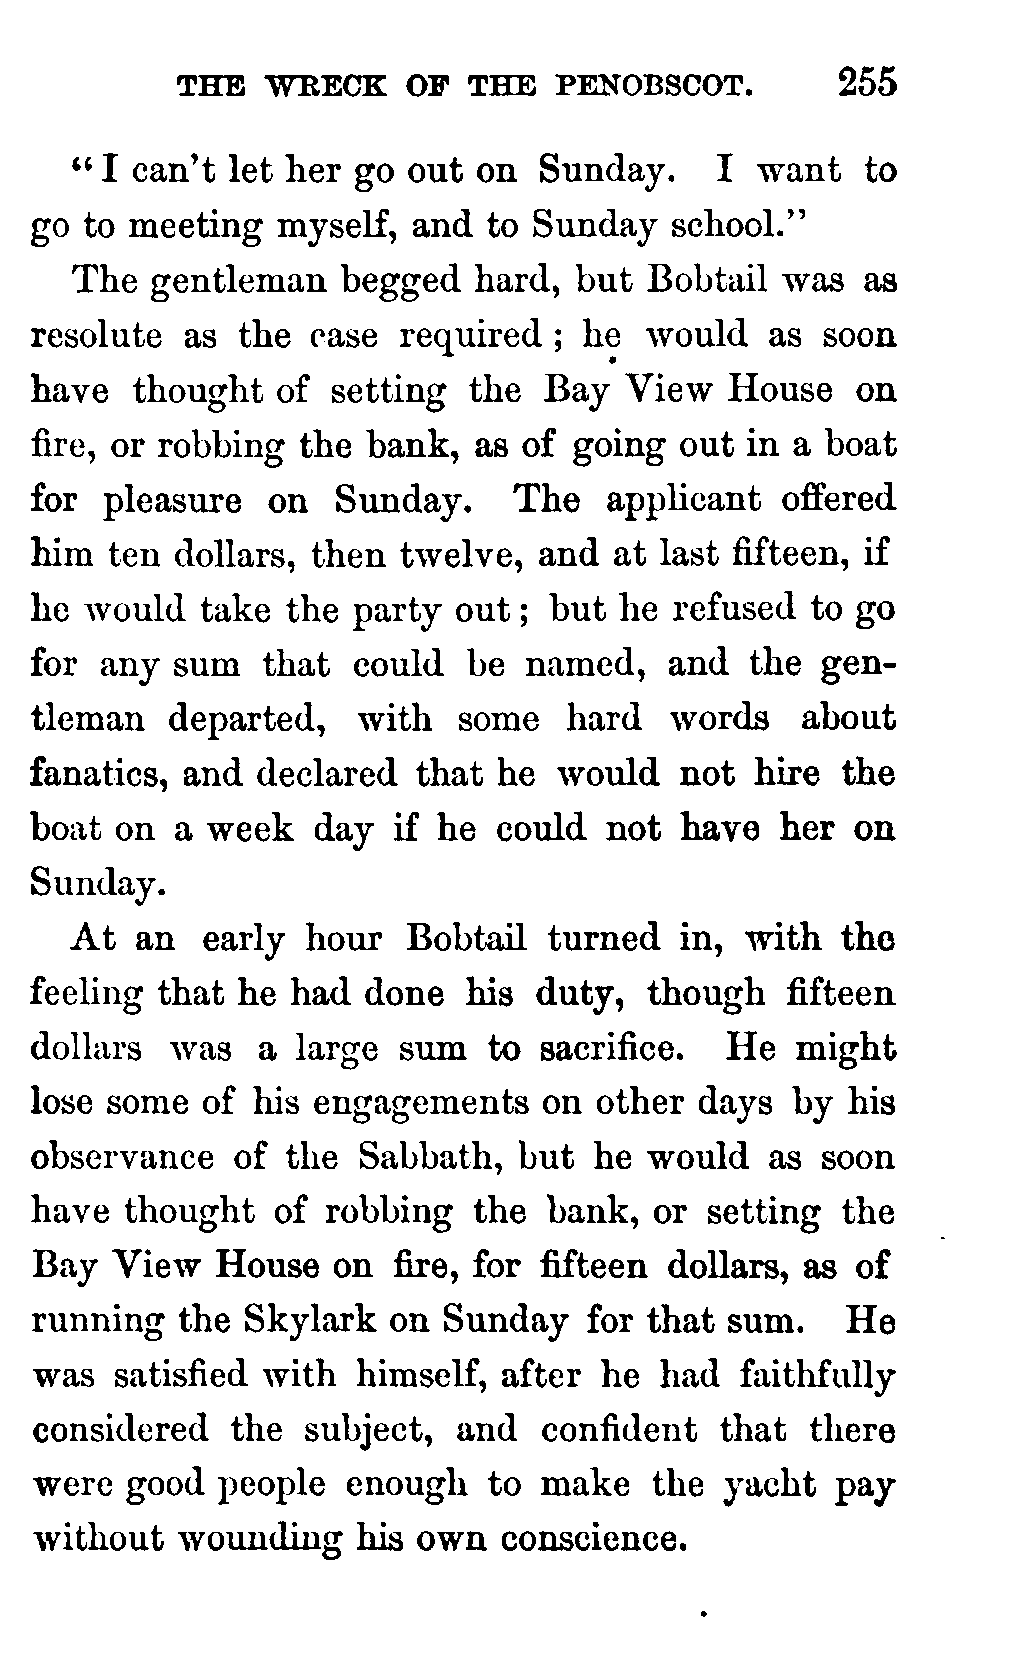 THE WRECK OF THE PENOBSCOT. 255
"I can't let her go out on Sunday. I want to
go to meeting myself, and to Sunday school."
The gentleman begged hard, but Bobtail was as
resolute as the case required; he would as soon
have thought of setting the Bay View House on
fire, or robbing the bank, as of going out in a boat
for pleasure on Sunday. The applicant offered
him ten dollars, then twelve, and at last fifteen, if
he would take the party out; but he refused to go
for any sum that could be named, and the gen-
tleman departed, with some hard words about
fanatics, and declared that he would not hire the
boat on a week day if he could not have her on
Sunday.
At an early hour Bobtail turned in, with the
feeling that he had done his duty, though fifteen
dollars was a large sum to sacrifice. He might
lose some of his engagements on other days by his
observance of the Sabbath, but he would as soon
have thought of robbing the bank, or setting the
Bay View House on fire, for fifteen dollars, as of
running the Skylark on Sunday for that sum. He
was satisfied with himself, after he had faithfully
considered the subject, and confident that there
were good people enough to make the yacht pay
without wounding his own conscience.